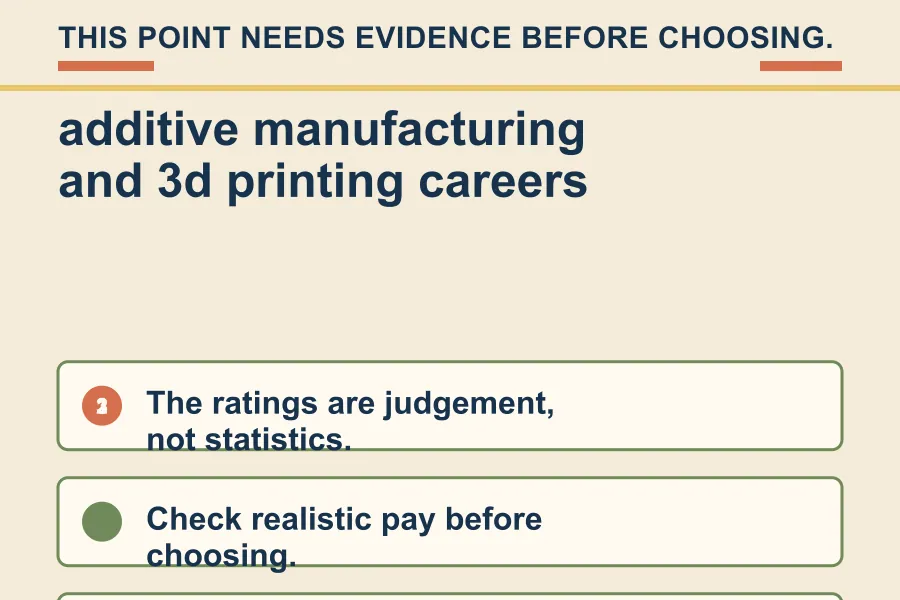 THIS POINT NEEDS EVIDENCE BEFORE CHOOSING.
additive manufacturing
and 3d printing careers
The ratings are judgement,
not statistics.
Check realistic pay before
choosing.